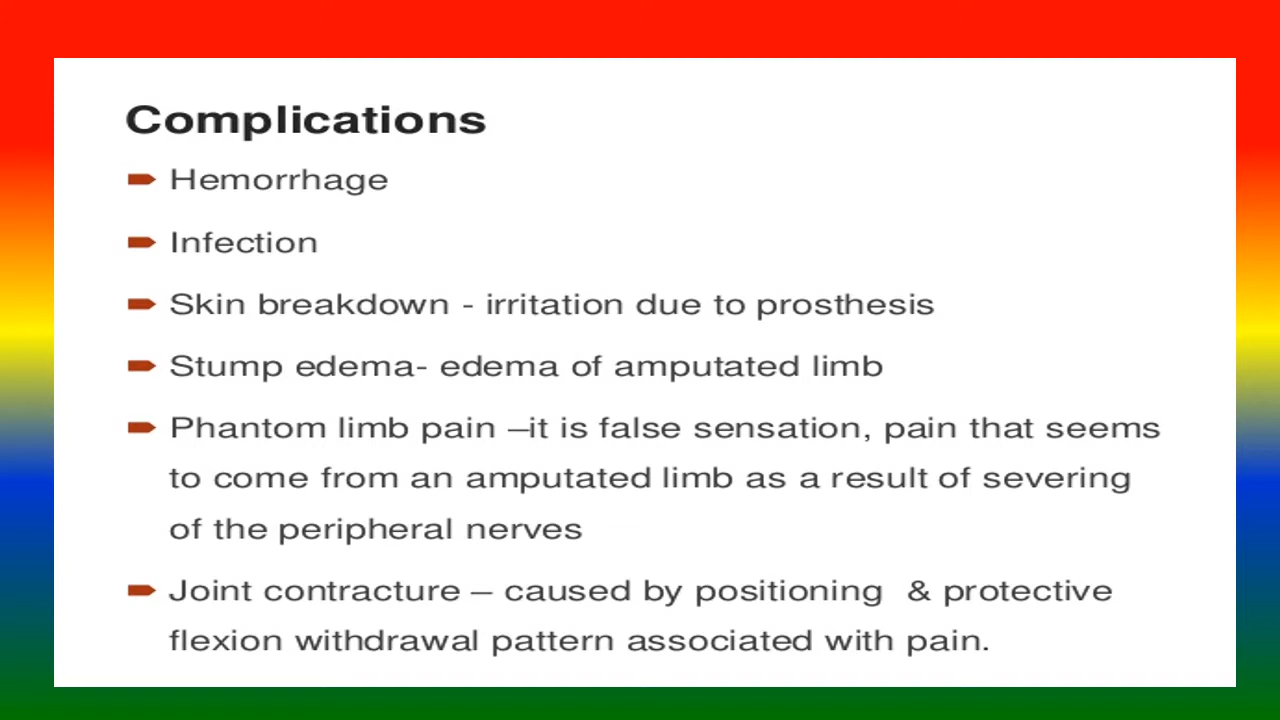 Complications
Hemorrhage
Infection
Skin breakdown - irritation due to prosthesis
Stump edema- edema of amputated limb
Phantom limb pain –it is false sensation, pain that seems
to come from an amputated limb as a result of severing
of the peripheral nerves
Joint contracture – caused by positioning  & protective
flexion withdrawal pattern associated with pain.